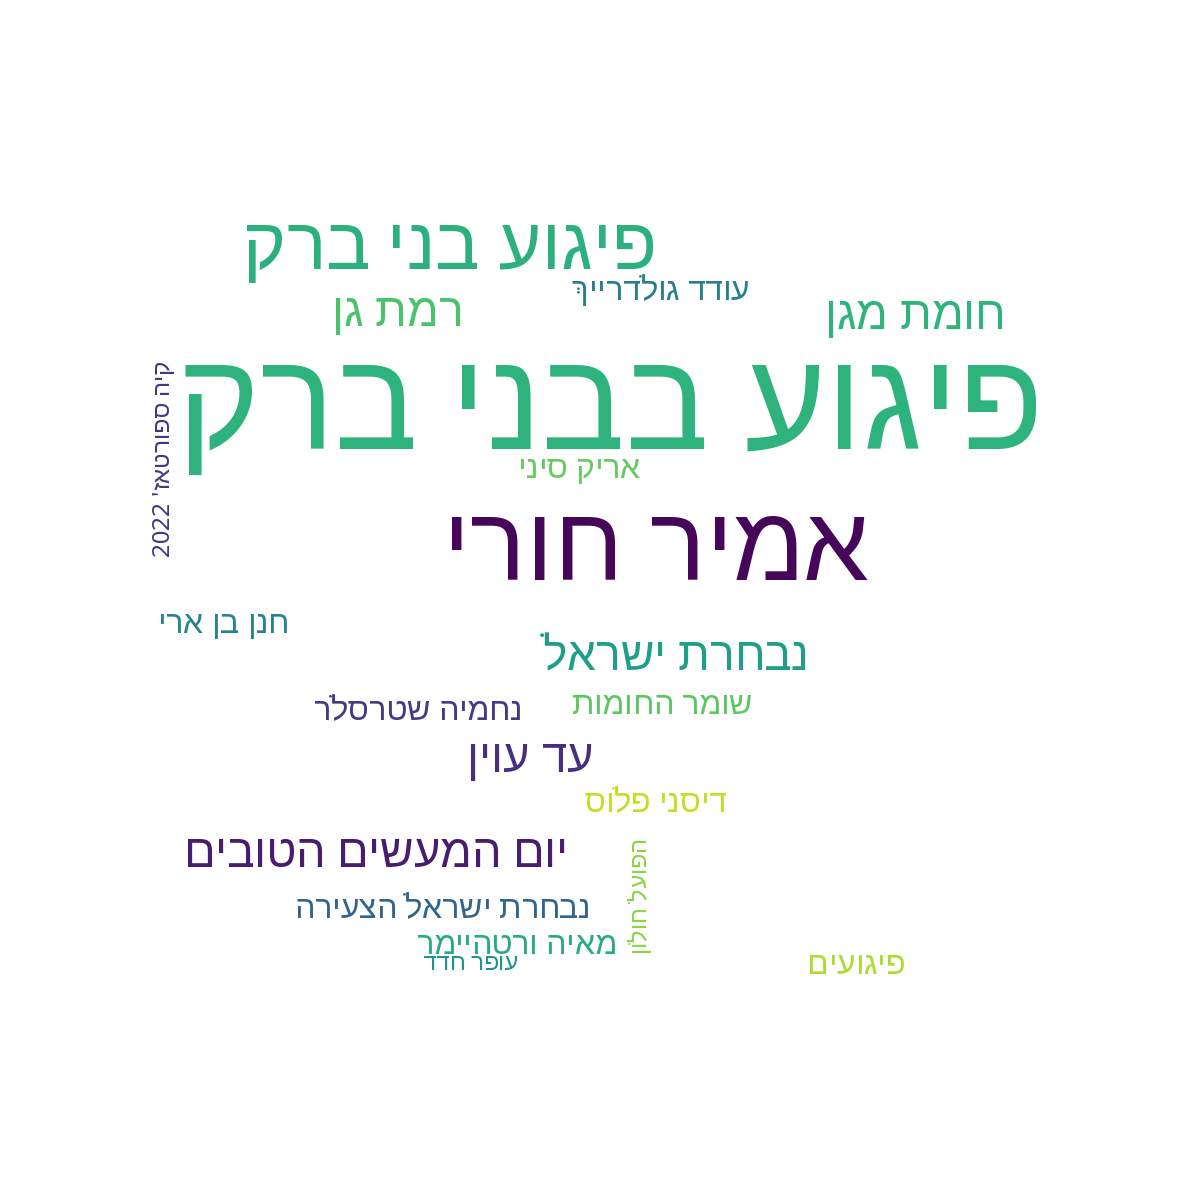 פיגוע בני ברק
עודד גולדרייך
רמת גן
חומת מגן
פיגוע בבני ברק
קיה ספורטאז' 2022
אריק סיני
אמיר חורי
חנן בן ארי
נבחרת ישראל
שומר החומות
נחמיה שטרסלר
עד עוין
דיסני פלוס
יום המעשים הטובים
הפועל חולון
נבחרת ישראל הצעירה
מאיה ורטהיימר
עופר חדד
פיגועים